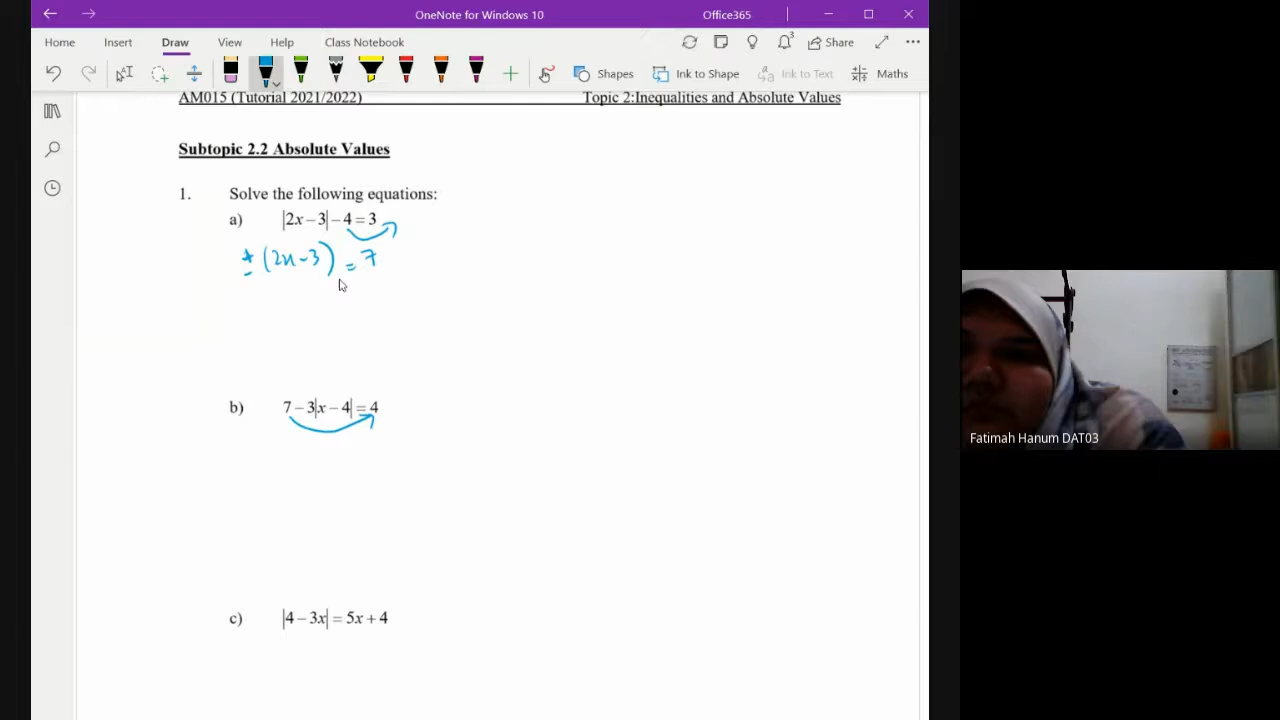 OneNote for Windows 10
Office365
Home Insert Draw View Help Class Notebook
Share
Shapes Ink to Shape Ink to Text Maths
AM015 (Tutorial 2021/2022) Topic 2:Inequalities and Absolute Values
Subtopic 2.2 Absolute Values
1. Solve the following equations:
a) |2x – 3| – 4 = 3
± (2x – 3) = 7
b) 7 – 3|x – 4| = 4
c) |4 – 3x| = 5x + 4
Fatimah Hanum DAT03